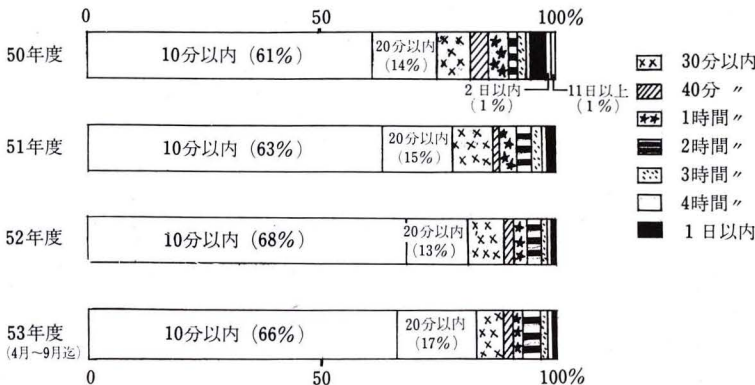 0 50 100%
50年度
10分以内 (61%)
20分以内
(14%)
2日以内
(1%)
11日以上
(1%)
51年度
10分以内 (63%)
20分以内
(15%)
52年度
10分以内 (68%)
20分以内
(13%)
53年度
(4月〜9月迄)
10分以内 (66%)
20分以内
(17%)
0 50 100%
30分以内
40分 〃
1時間〃
2時間〃
3時間〃
4時間〃
1日以内